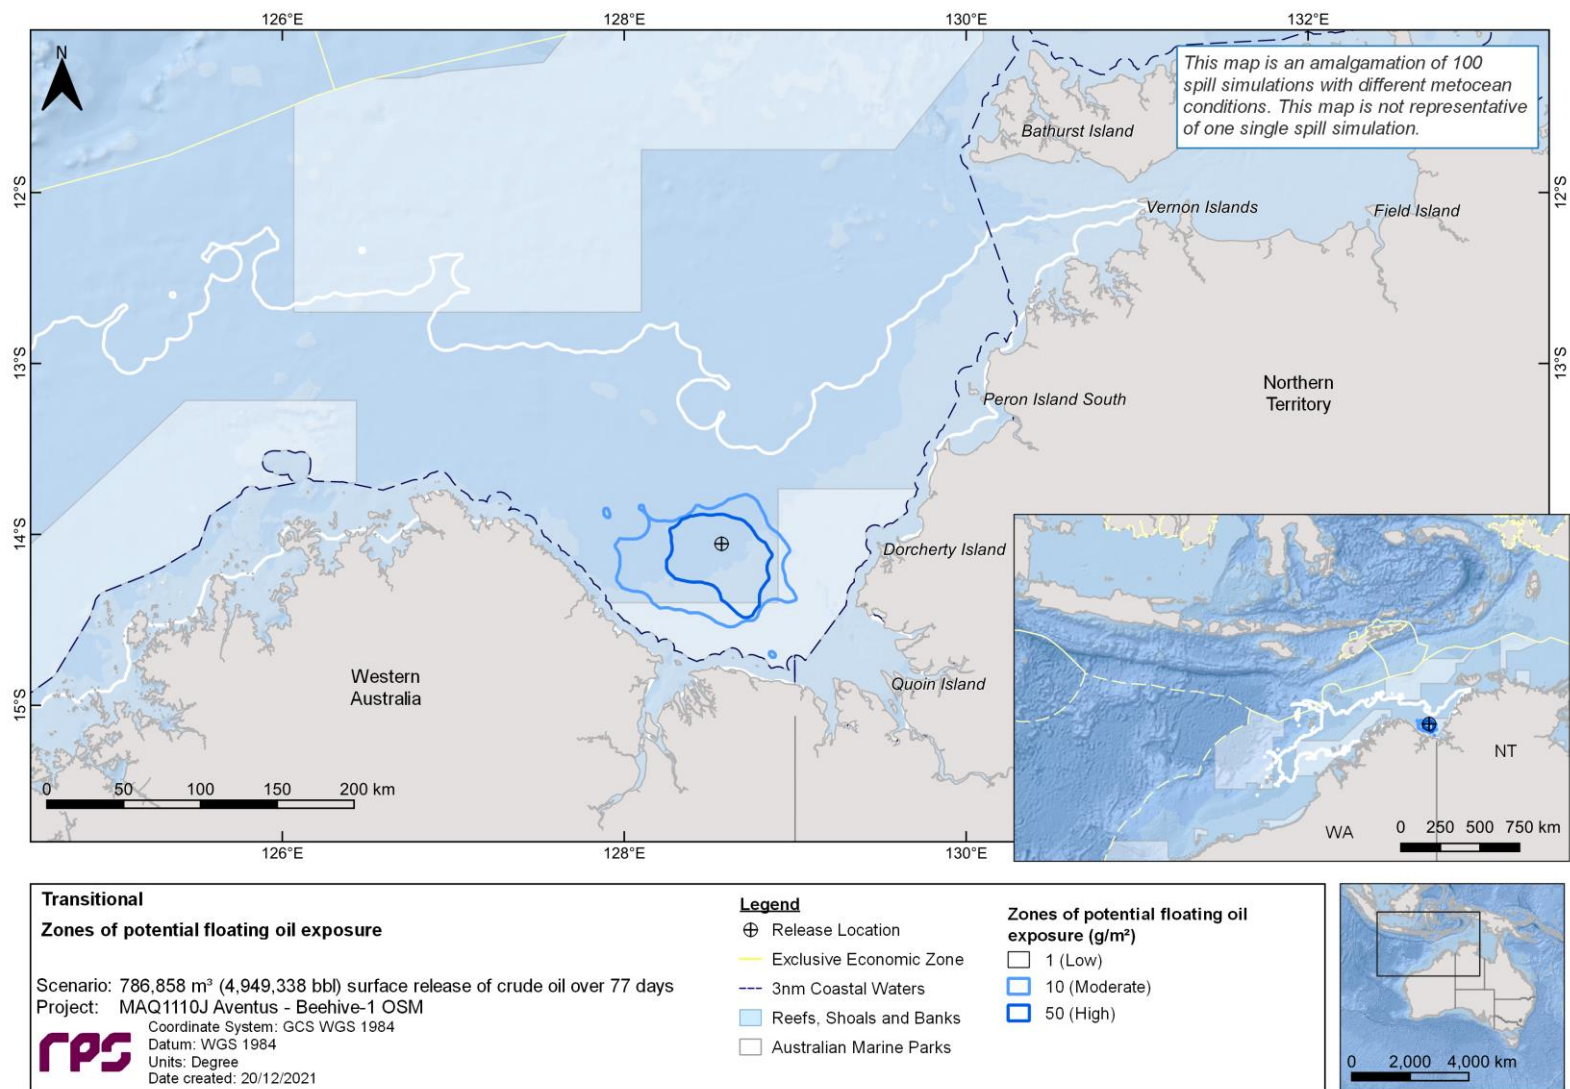 126°E
128°E
130°E
132°E
N
This map is an amalgamation of 100
spill simulations with different metocean
conditions. This map is not representative
of one single spill simulation.
Bathurst Island
12°S
12°S
Vernon Islands
Field Island
13°S
13°S
Northern
Territory
Peron Island South
14°S
Dorcherty Island
Western
Australia
Quoin Island
15°S
0 50 100 150 200 km
126°E
128°E
130°E
NT
WA
0 250 500 750 km
Transitional
Zones of potential floating oil exposure
Scenario: 786,858 m³ (4,949,338 bbl) surface release of crude oil over 77 days
Project: MAQ1110J Aventus - Beehive-1 OSM
rps
Coordinate System: GCS WGS 1984
Datum: WGS 1984
Units: Degree
Date created: 20/12/2021
Legend
Release Location
Exclusive Economic Zone
3nm Coastal Waters
Reefs, Shoals and Banks
Australian Marine Parks
Zones of potential floating oil
exposure (g/m²)
1 (Low)
10 (Moderate)
50 (High)
0 2,000 4,000 km